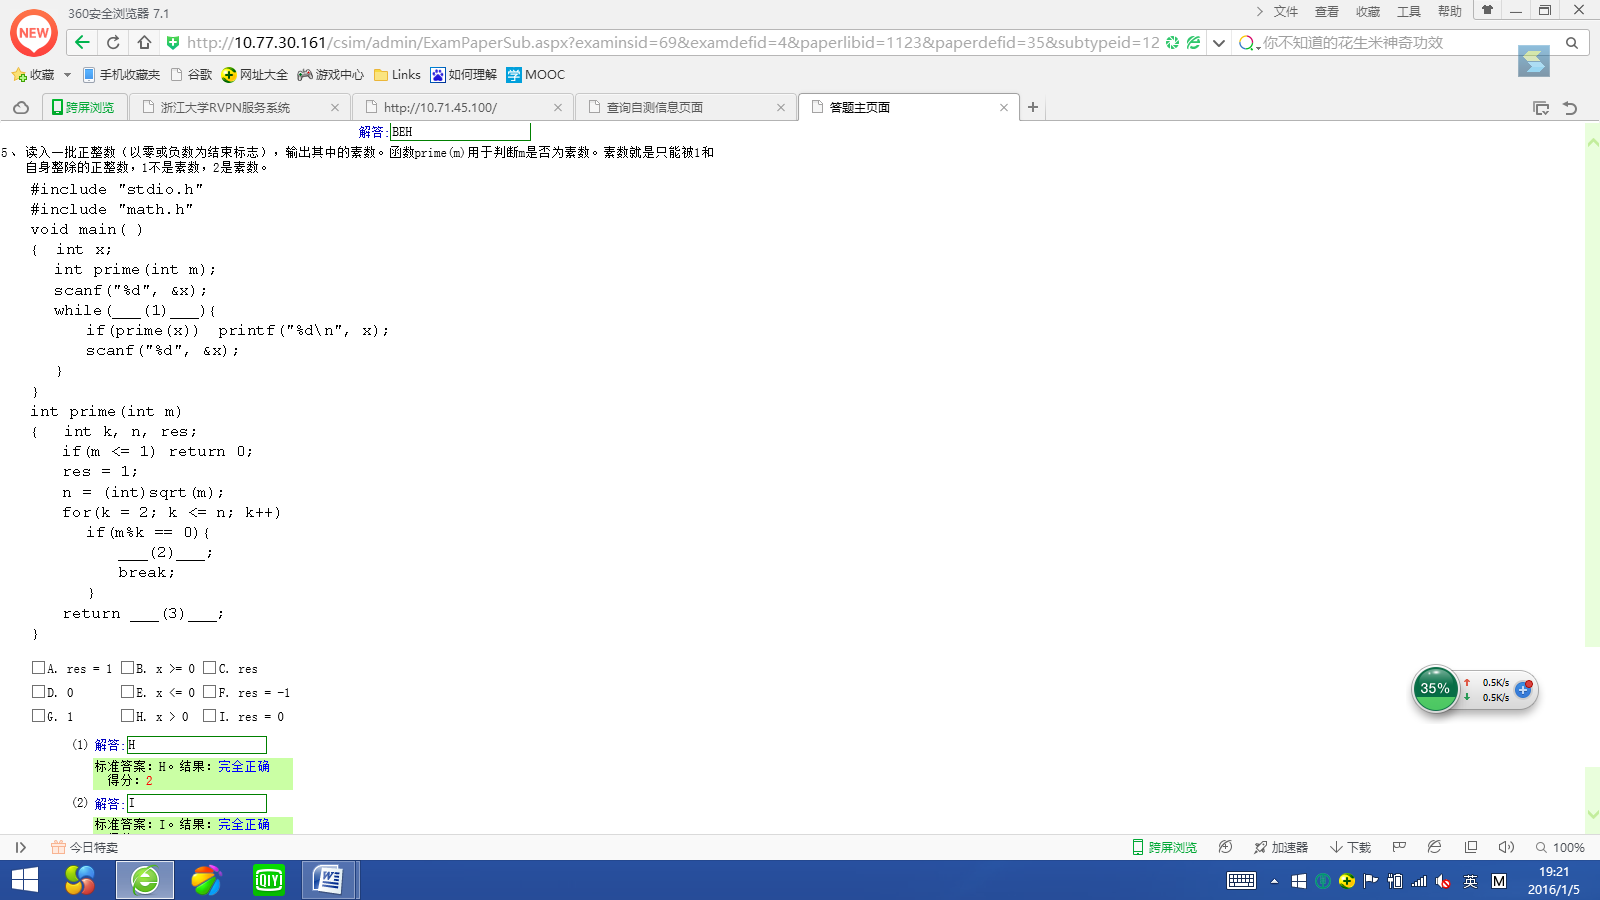 NEW
360安全浏览器 7.1
文件 查看 收藏 工具 帮助
http://10.77.30.161/csim/admin/ExamPaperSub.aspx?examinsid=69&examdefid=4&paperlibid=1123&paperdefid=35&subtypeid=12
你不知道的花生米神奇功效
收藏 手机收藏夹 谷歌 网址大全 游戏中心 Links 如何理解 学 MOOC
跨屏浏览 浙江大学RVPN服务系统 http://10.71.45.100/ 查询自测信息页面 答题主页面
解答:BEH
5、读入一批正整数（以零或负数为结束标志），输出其中的素数。函数prime(m)用于判断m是否为素数。素数就是只能被1和
自身整除的正整数，1不是素数，2是素数。
#include "stdio.h"
#include "math.h"
void main( )
{  int x;
int prime(int m);
scanf("%d", &x);
while(___(1)___){
if(prime(x))  printf("%d\n", x);
scanf("%d", &x);
}
}
int prime(int m)
{  int k, n, res;
if(m <= 1) return 0;
res = 1;
n = (int)sqrt(m);
for(k = 2; k <= n; k++)
if(m%k == 0){
___(2)___;
break;
}
return ___(3)___;
}
A. res = 1 B. x >= 0 C. res
D. 0 E. x <= 0 F. res = -1
G. 1 H. x > 0 I. res = 0
(1) 解答:H
标准答案：H。结果：完全正确
得分：2
(2) 解答:I
标准答案：I。结果：完全正确
35% 0.5K/s
0.5K/s
今日特卖 跨屏浏览 加速器 下载 100%
QIY 英 M 19:21
2016/1/5